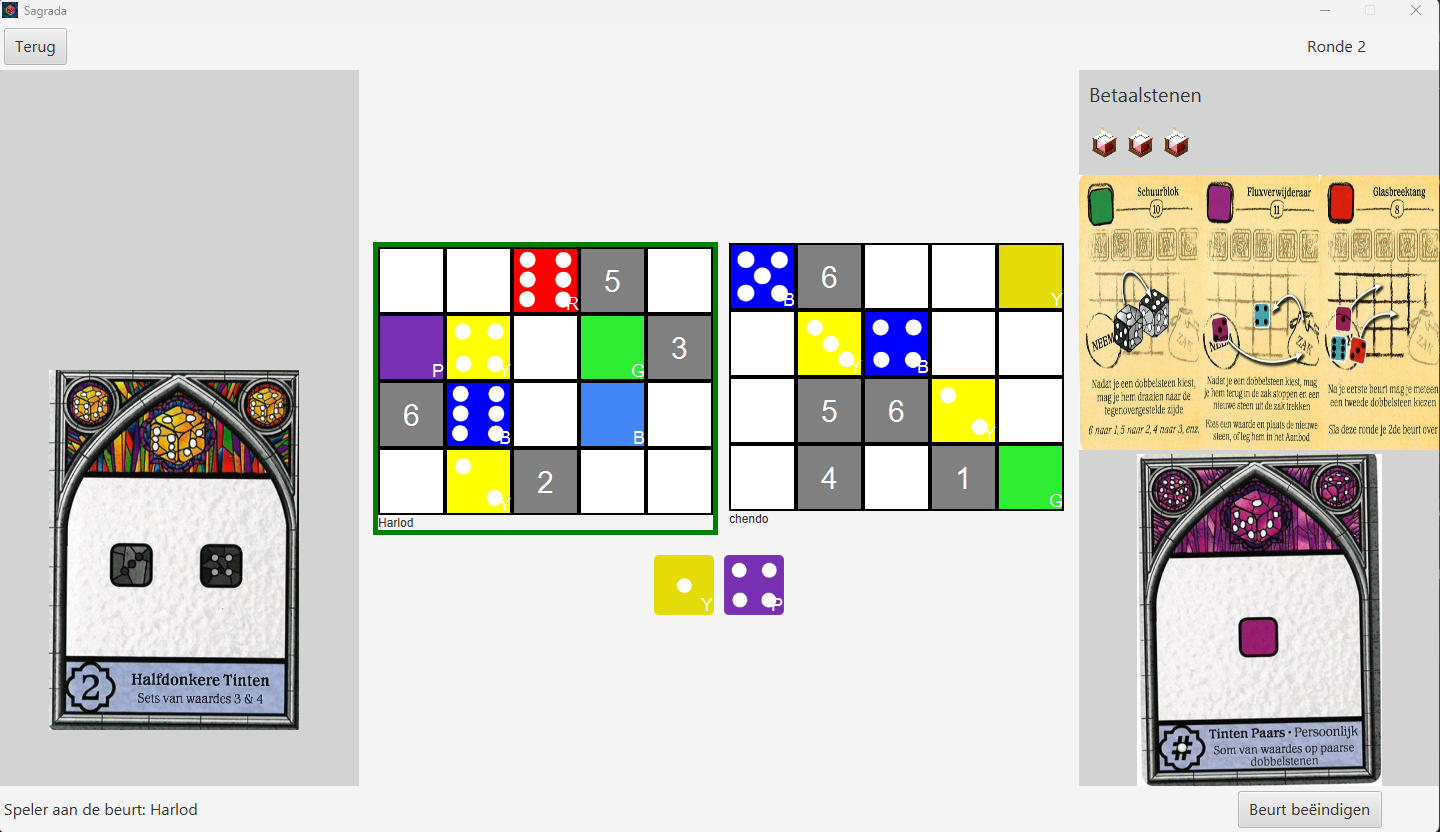 Sagrada
Terug
Ronde 2
Betaalstenen
Schuurblok
10
NEEM
Nadat je een dobbelsteen kiest,
mag je hem draaien naar de
tegenovergestelde zijde
6 naar 1, 5 naar 2, 4 naar 3, enz.
Fluxverwijderaar
11
ZAK
Nadat je een dobbelsteen kiest, mag
je hem terug in de zak stoppen en een
nieuwe steen uit de zak trekken
Kies een waarde en plaats de nieuwe
steen, of leg hem in het Aanbod
Glasbreektang
8
Na je eerste beurt mag je meteen
een tweede dobbelsteen kiezen
Sla deze ronde je 2de beurt over
R
5
P
Y
G
3
6
B
B
Y
2
Harlod
B
6
Y
Y
B
5
6
Y
4
1
G
chendo
Y
P
2
Halfdonkere Tinten
Sets van waardes 3 & 4
#
Tinten Paars • Persoonlijk
Som van waardes op paarse
dobbelstenen
Speler aan de beurt: Harlod
Beurt beëindigen